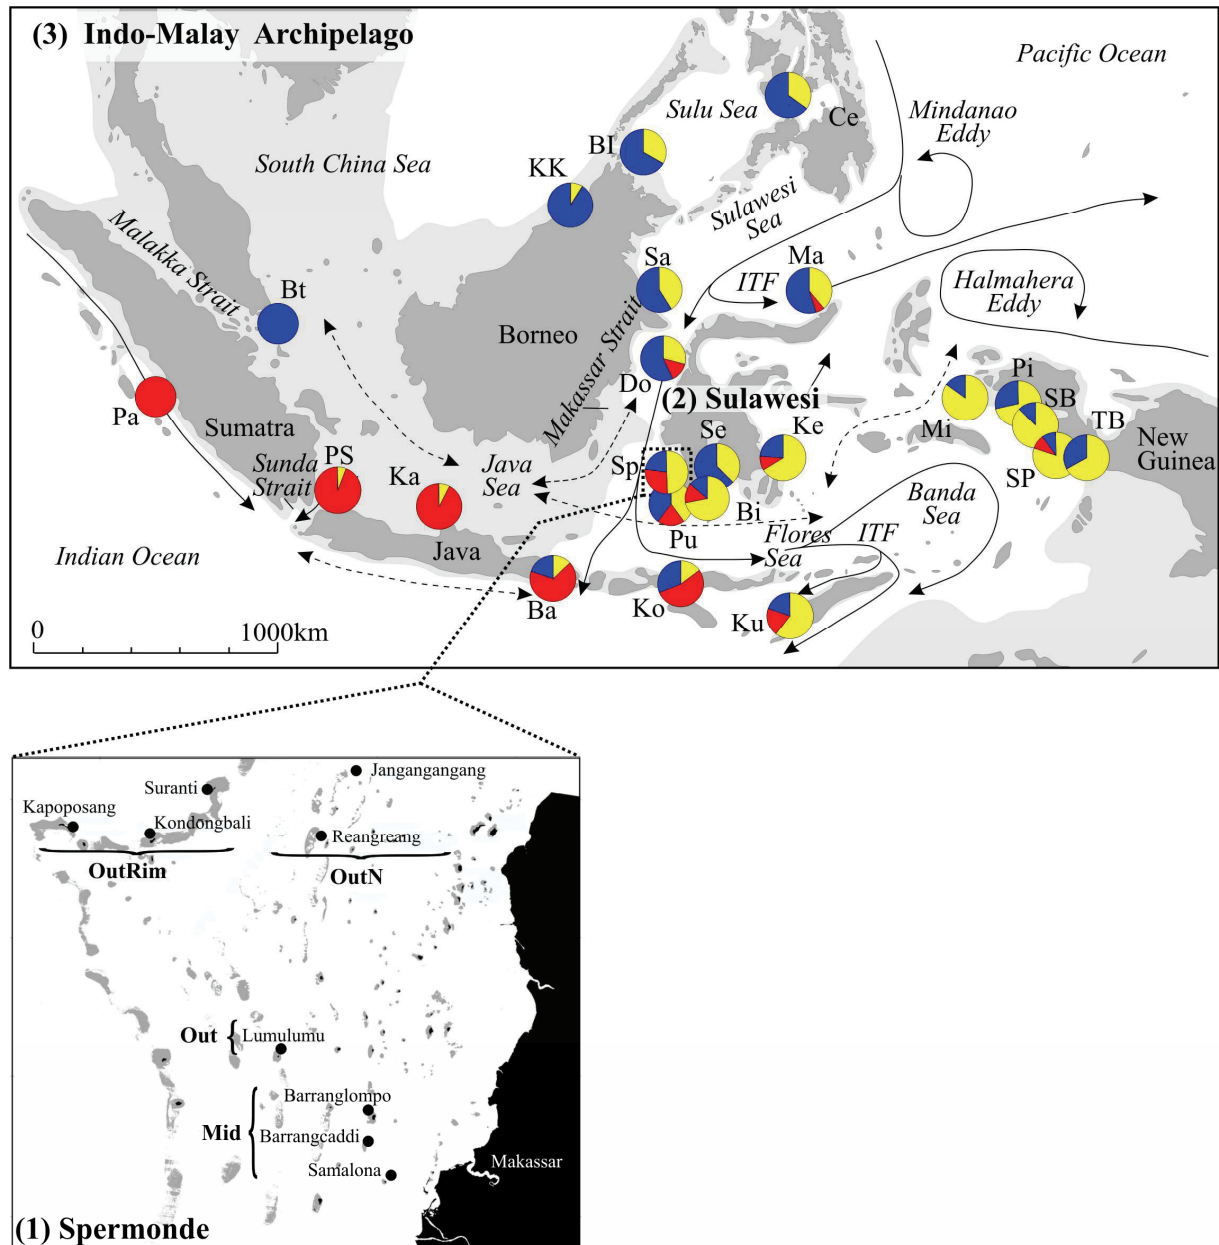 (3) Indo-Malay Archipelago
Pacific Ocean
Sulu Sea
Ce
Mindanao
Eddy
BI
South China Sea
KK
Sulawesi
Sea
Malakka Strait
Bt
Sa
Ma
ITF
Halmahera
Eddy
Borneo
Makassar Strait
Do
(2) Sulawesi
Pa
Sumatra
Pi
SB
TB
Mi
SP
New
Guinea
Sunda
Strait
PS
Ka
Java
Sea
Sp
Se
Ke
Bi
Pu
Banda
Sea
Flores
Sea
ITF
Java
Indian Ocean
Ba
Ko
Ku
0
1000km
Jangangangang
Suranti
Kapoposang
Kondongbali
Reangreang
OutRim
OutN
Out
Lumulumu
Barranglompo
Mid
Barrangcaddi
Samalona
Makassar
(1) Spermonde